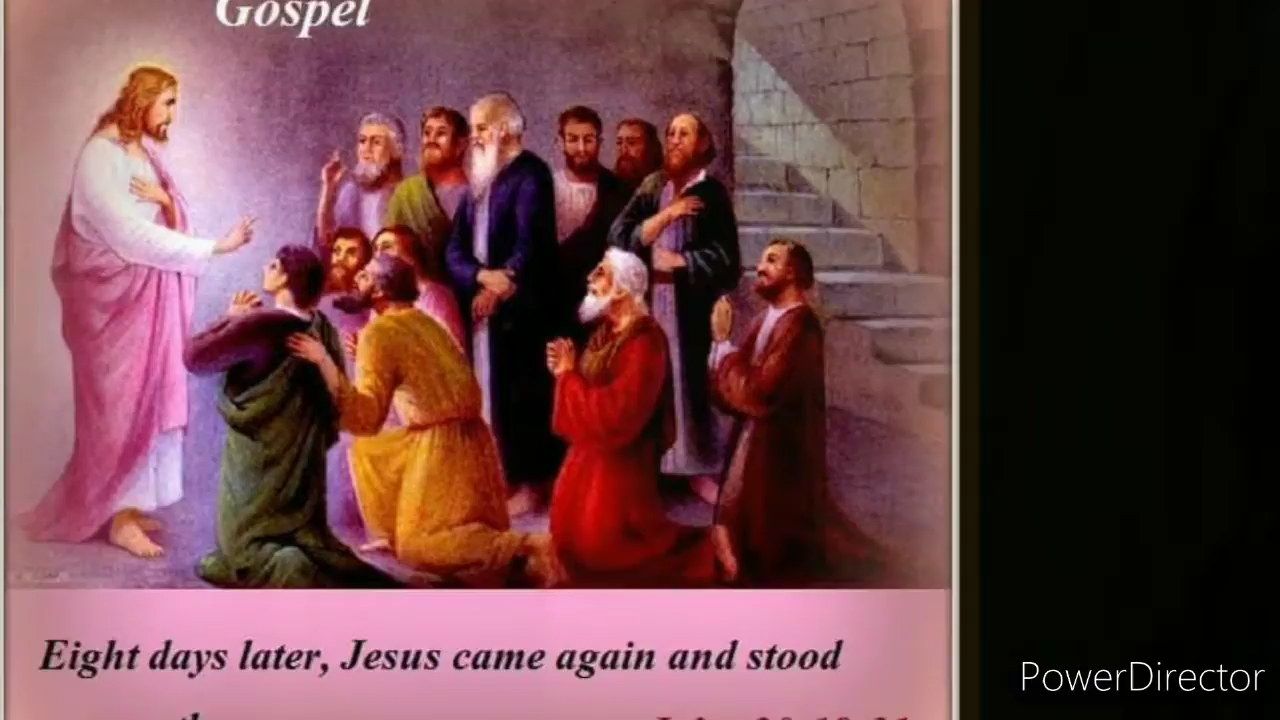 Gospel
Eight days later, Jesus came again and stood
PowerDirector